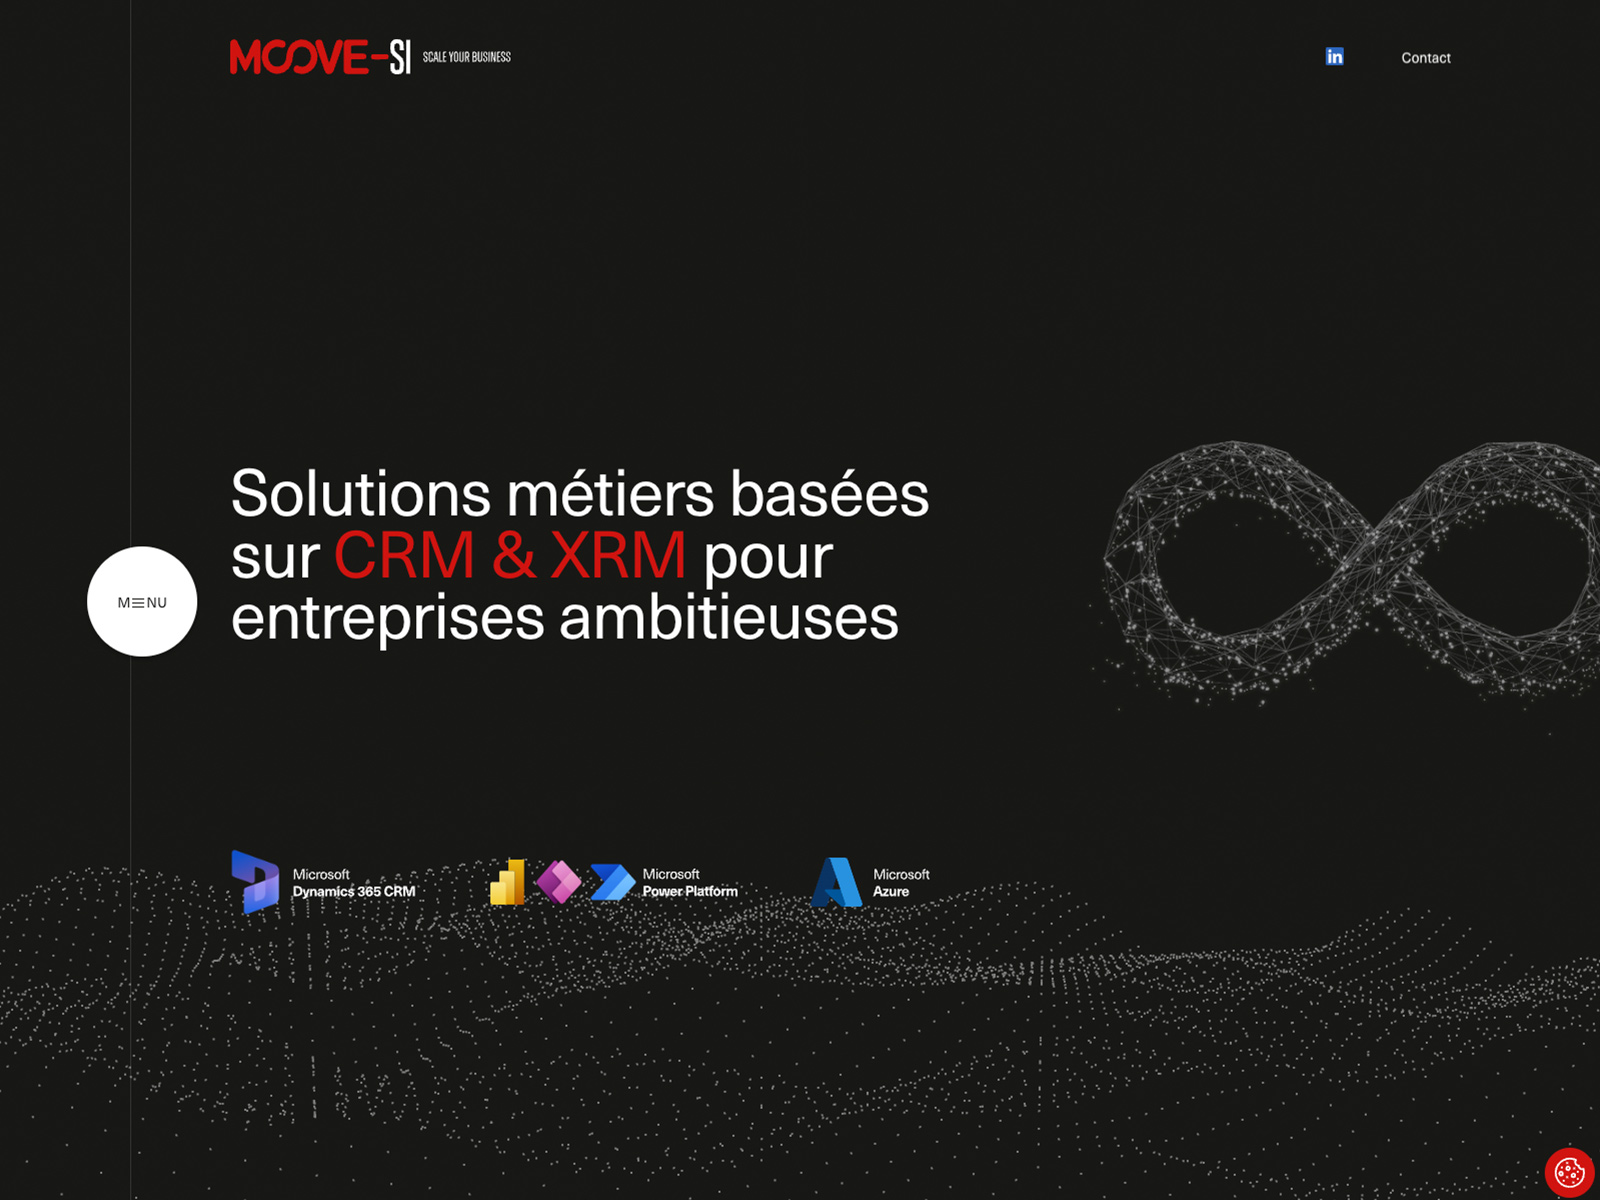 MOOVE-SI SCALE YOUR BUSINESS
in Contact
Solutions métiers basées
sur CRM & XRM pour
entreprises ambitieuses
MENU
Microsoft
Dynamics 365 CRM
Microsoft
Power Platform
Microsoft
Azure